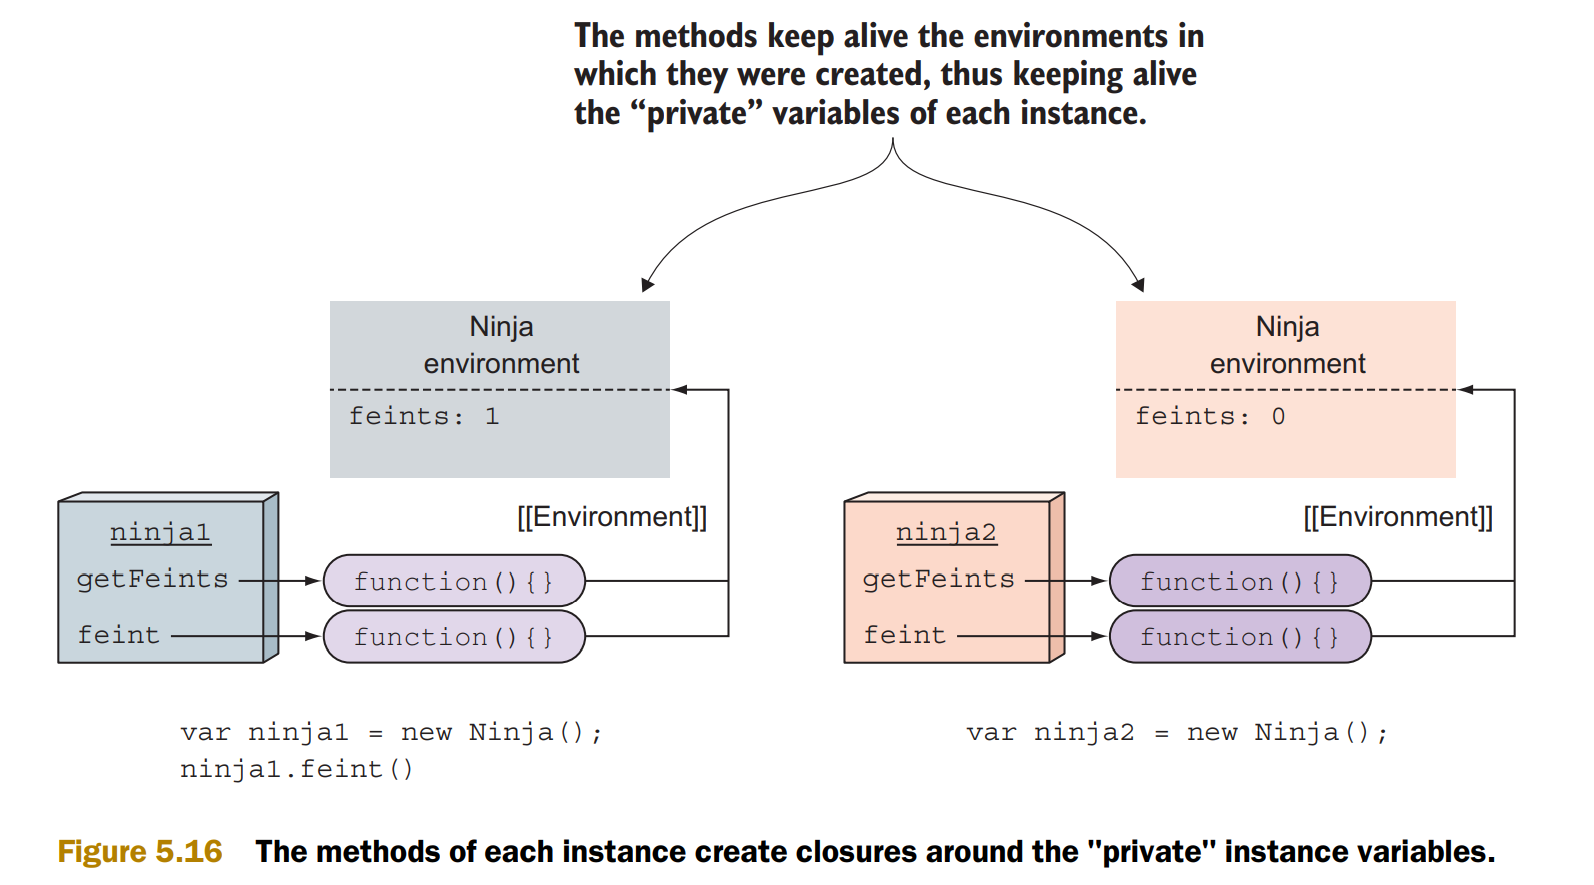 The methods keep alive the environments in
which they were created, thus keeping alive
the “private” variables of each instance.
Ninja
environment
feints: 1
[[Environment]]
ninja1
getFeints
function(){}
feint
function(){}
var ninja1 = new Ninja();
ninja1.feint()
Ninja
environment
feints: 0
[[Environment]]
ninja2
getFeints
function(){}
feint
function(){}
var ninja2 = new Ninja();
Figure 5.16 The methods of each instance create closures around the "private" instance variables.